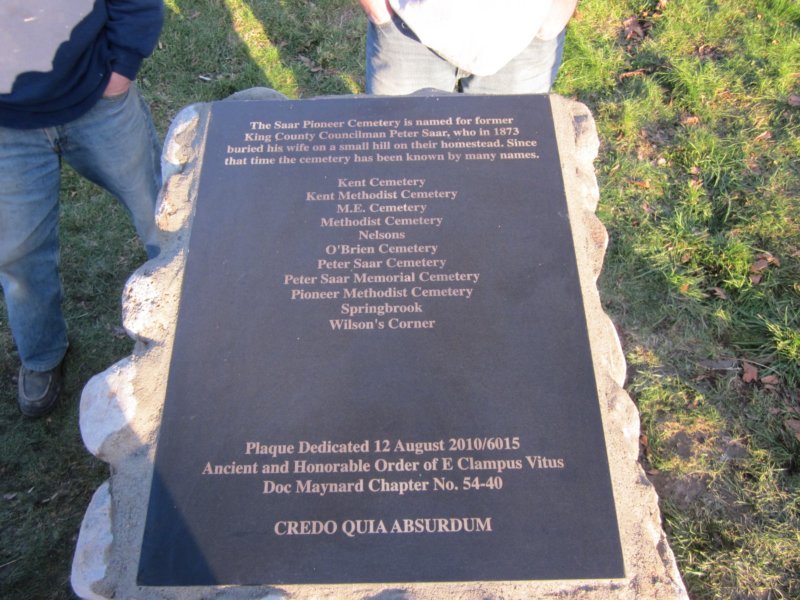 The Saar Pioneer Cemetery is named for former
King County Councilman Peter Saar, who in 1873
buried his wife on a small hill on their homestead. Since
that time the cemetery has been known by many names.
Kent Cemetery
Kent Methodist Cemetery
M.E. Cemetery
Methodist Cemetery
Nelsons
O'Brien Cemetery
Peter Saar Cemetery
Peter Saar Memorial Cemetery
Pioneer Methodist Cemetery
Springbrook
Wilson's Corner
Plaque Dedicated 12 August 2010/6015
Ancient and Honorable Order of E Clampus Vitus
Doc Maynard Chapter No. 54-40
CREDO QUIA ABSURDUM